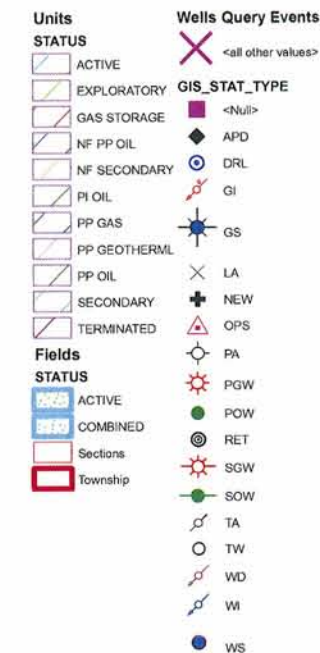 Units
STATUS
ACTIVE
EXPLORATORY
GAS STORAGE
NF PP OIL
NF SECONDARY
PI OIL
PP GAS
PP GEOTHERML
PP OIL
SECONDARY
TERMINATED
Fields
STATUS
ACTIVE
COMBINED
Sections
Township
Wells Query Events
<all other values>
GIS_STAT_TYPE
<Null>
APD
DRL
GI
GS
LA
NEW
OPS
PA
PGW
POW
RET
SGW
SOW
TA
TW
WD
WI
WS